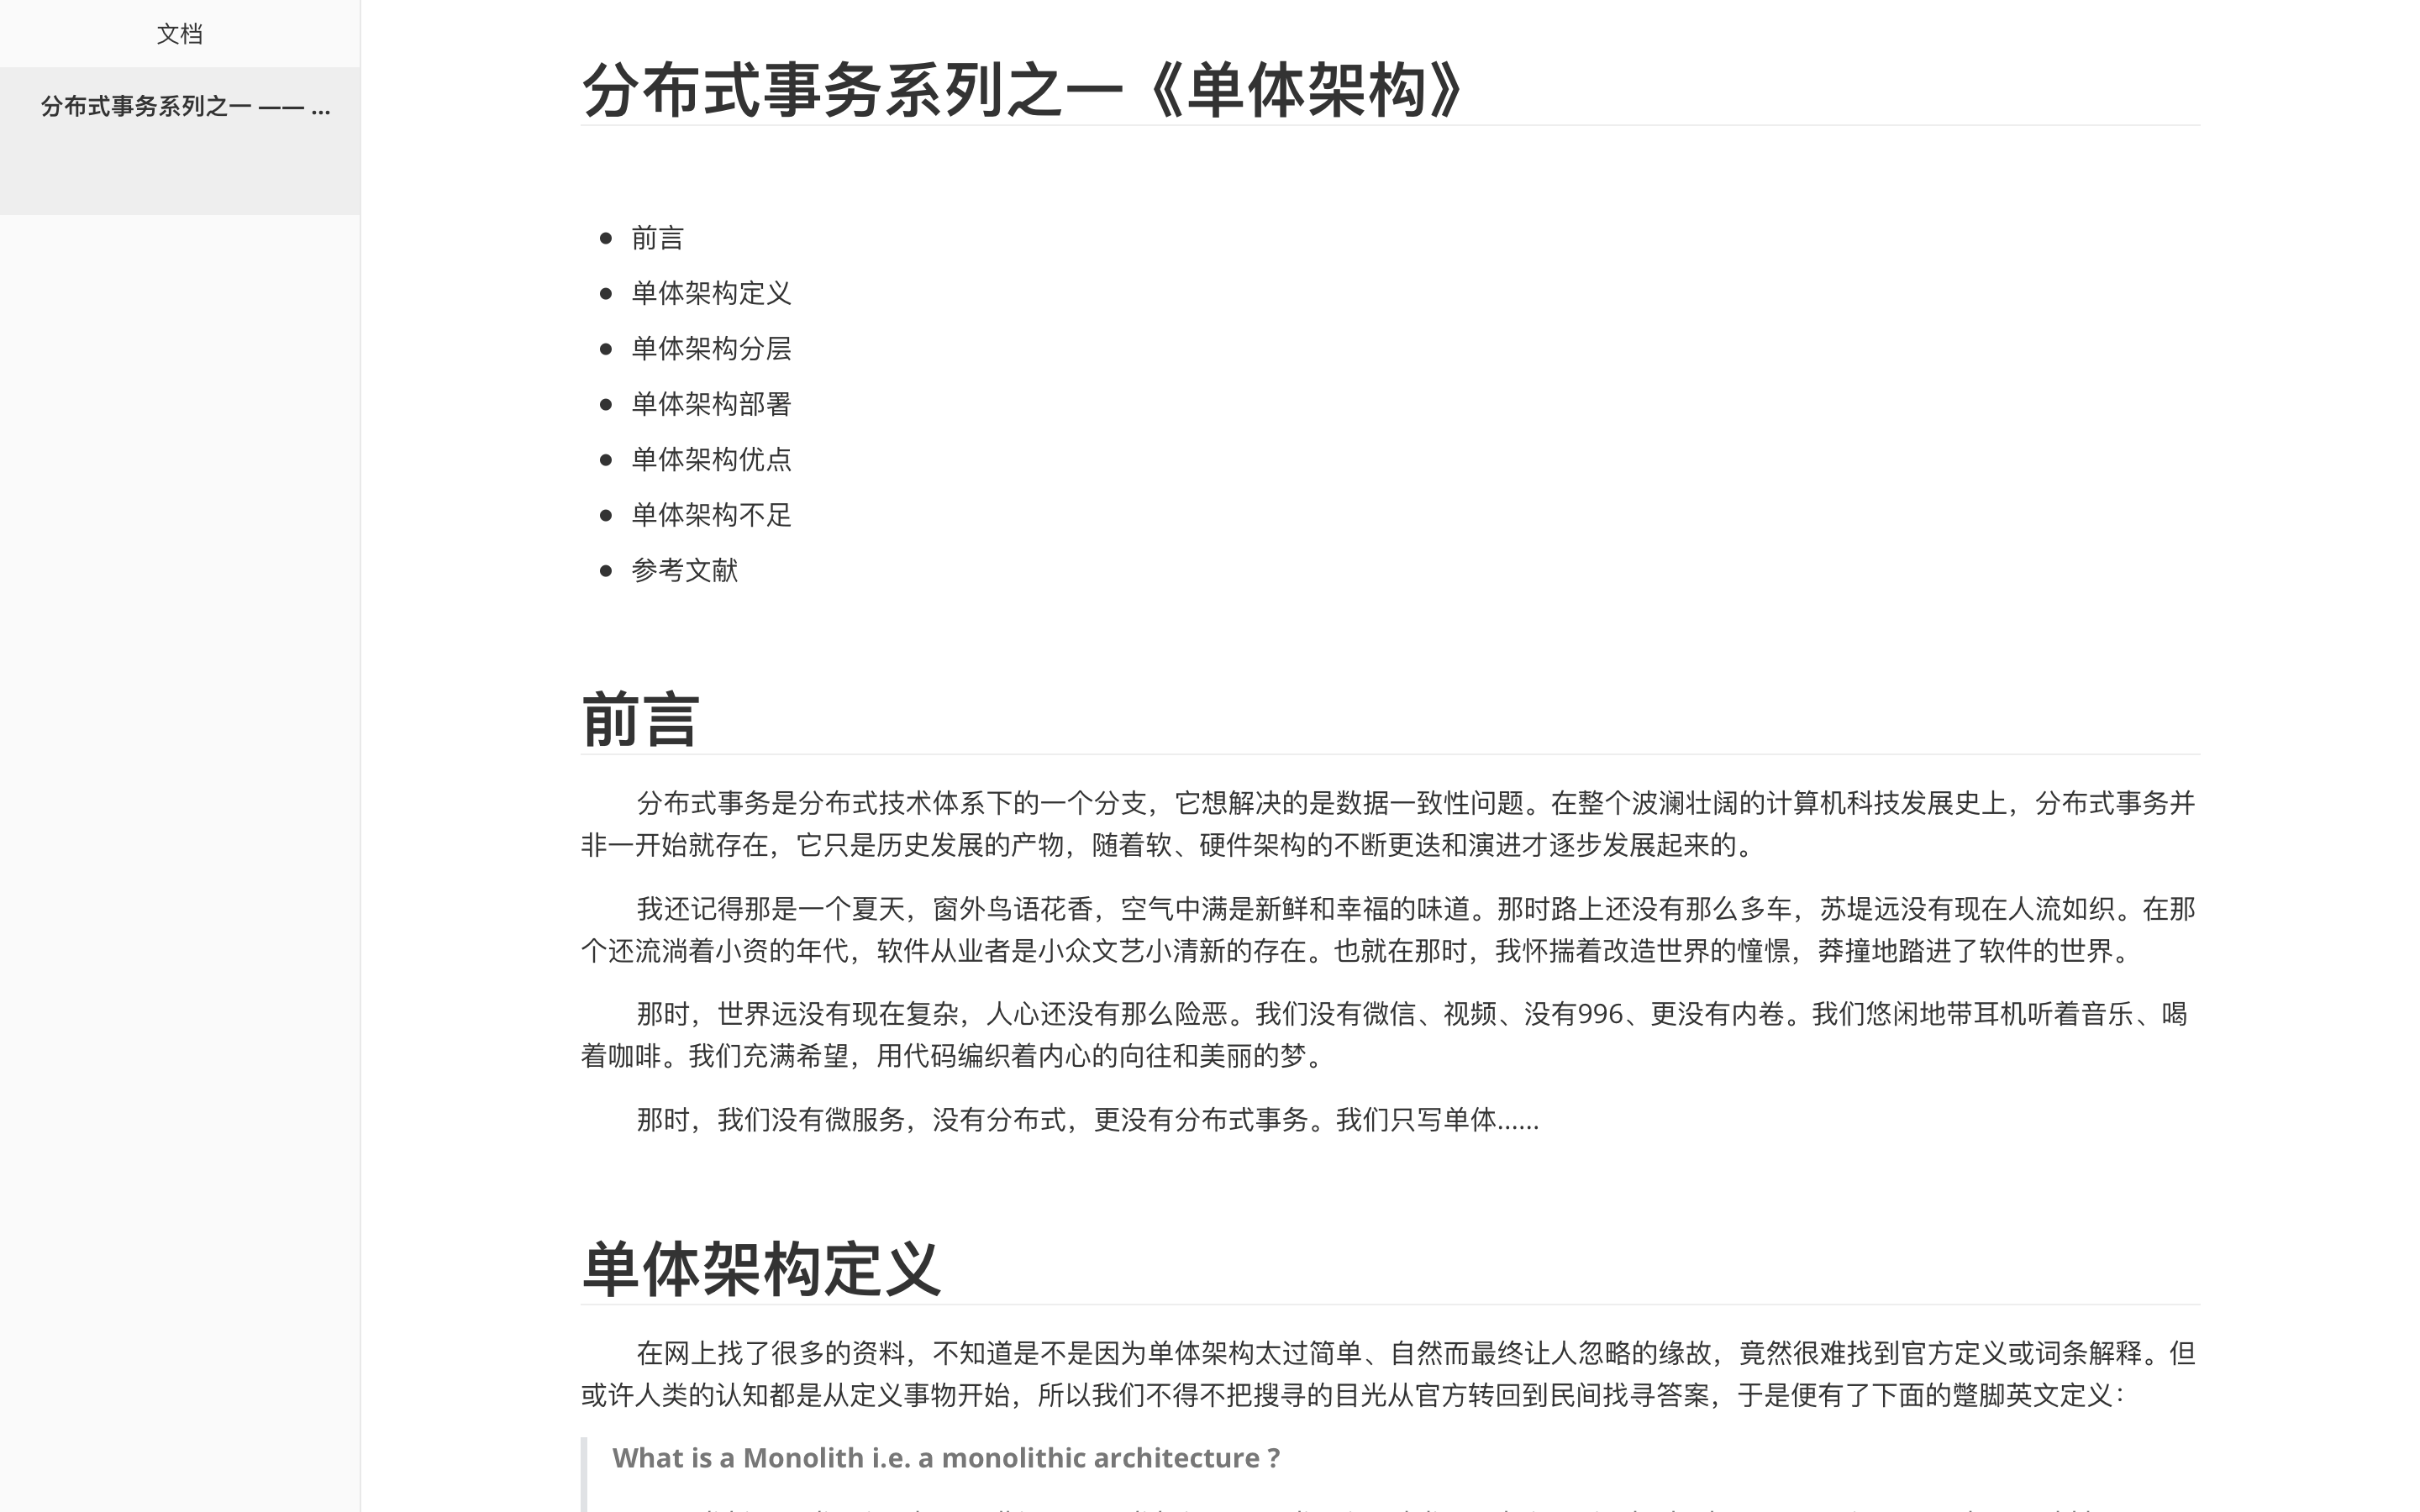 文档
分布式事务系列之一 —— ...
分布式事务系列之一《单体架构》
前言
单体架构定义
单体架构分层
单体架构部署
单体架构优点
单体架构不足
参考文献
前言
分布式事务是分布式技术体系下的一个分支，它想解决的是数据一致性问题。在整个波澜壮阔的计算机科技发展史上，分布式事务并
非一开始就存在，它只是历史发展的产物，随着软、硬件架构的不断更迭和演进才逐步发展起来的。
我还记得那是一个夏天，窗外鸟语花香，空气中满是新鲜和幸福的味道。那时路上还没有那么多车，苏堤远没有现在人流如织。在那
个还流淌着小资的年代，软件从业者是小众文艺小清新的存在。也就在那时，我怀揣着改造世界的憧憬，莽撞地踏进了软件的世界。
那时，世界远没有现在复杂，人心还没有那么险恶。我们没有微信、视频、没有996、更没有内卷。我们悠闲地带耳机听着音乐、喝
着咖啡。我们充满希望，用代码编织着内心的向往和美丽的梦。
那时，我们没有微服务，没有分布式，更没有分布式事务。我们只写单体......
单体架构定义
在网上找了很多的资料，不知道是不是因为单体架构太过简单、自然而最终让人忽略的缘故，竟然很难找到官方定义或词条解释。但
或许人类的认知都是从定义事物开始，所以我们不得不把搜寻的目光从官方转回到民间找寻答案，于是便有了下面的蹩脚英文定义：
What is a Monolith i.e. a monolithic architecture ?